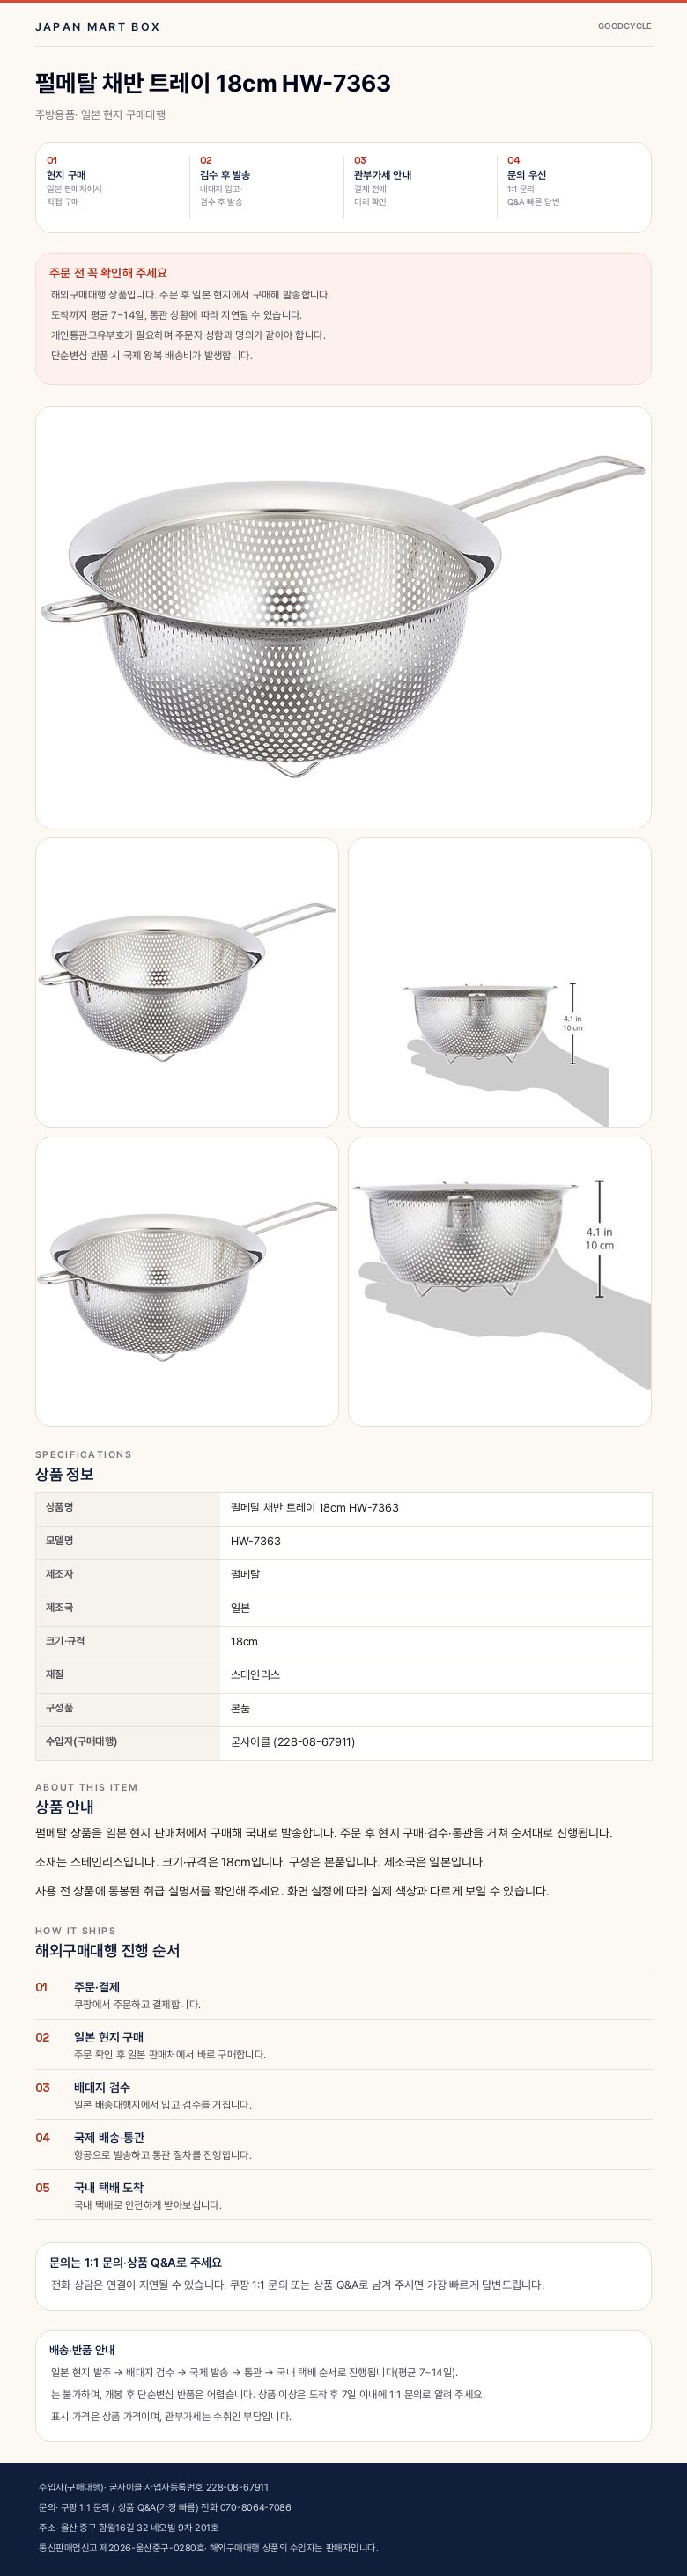 JAPAN MART BOX
GOODCYCLE
펄메탈 채반 트레이 18cm HW-7363
주방용품· 일본 현지 구매대행
01
현지 구매
일본 판매처에서
직접 구매
02
검수 후 발송
배대지 입고·
검수 후 발송
03
관부가세 안내
결제 전에
미리 확인
04
문의 우선
1:1 문의·
Q&A 빠른 답변
주문 전 꼭 확인해 주세요
해외구매대행 상품입니다. 주문 후 일본 현지에서 구매해 발송합니다.
도착까지 평균 7~14일, 통관 상황에 따라 지연될 수 있습니다.
개인통관고유부호가 필요하며 주문자 성함과 명의가 같아야 합니다.
단순변심 반품 시 국제 왕복 배송비가 발생합니다.
4.1 in
10 cm
4.1 in
10 cm
SPECIFICATIONS
상품 정보
상품명 펄메탈 채반 트레이 18cm HW-7363
모델명 HW-7363
제조자 펄메탈
제조국 일본
크기·규격 18cm
재질 스테인리스
구성품 본품
수입자(구매대행) 굳사이클 (228-08-67911)
ABOUT THIS ITEM
상품 안내
펄메탈 상품을 일본 현지 판매처에서 구매해 국내로 발송합니다. 주문 후 현지 구매·검수·통관을 거쳐 순서대로 진행됩니다.
소재는 스테인리스입니다. 크기·규격은 18cm입니다. 구성은 본품입니다. 제조국은 일본입니다.
사용 전 상품에 동봉된 취급 설명서를 확인해 주세요. 화면 설정에 따라 실제 색상과 다르게 보일 수 있습니다.
HOW IT SHIPS
해외구매대행 진행 순서
01 주문·결제
쿠팡에서 주문하고 결제합니다.
02 일본 현지 구매
주문 확인 후 일본 판매처에서 바로 구매합니다.
03 배대지 검수
일본 배송대행지에서 입고·검수를 거칩니다.
04 국제 배송·통관
항공으로 발송하고 통관 절차를 진행합니다.
05 국내 택배 도착
국내 택배로 안전하게 받아보십니다.
문의는 1:1 문의·상품 Q&A로 주세요
전화 상담은 연결이 지연될 수 있습니다. 쿠팡 1:1 문의 또는 상품 Q&A로 남겨 주시면 가장 빠르게 답변드립니다.
배송·반품 안내
일본 현지 발주 → 배대지 검수 → 국제 발송 → 통관 → 국내 택배 순서로 진행됩니다(평균 7~14일).
는 불가하며, 개봉 후 단순변심 반품은 어렵습니다. 상품 이상은 도착 후 7일 이내에 1:1 문의로 알려 주세요.
표시 가격은 상품 가격이며, 관부가세는 수취인 부담입니다.
수입자(구매대행)· 굳사이클 사업자등록번호 228-08-67911
문의· 쿠팡 1:1 문의 / 상품 Q&A(가장 빠름) 전화 070-8064-7086
주소· 울산 중구 함월16길 32 네오빌 9차 201호
통신판매업신고 제2026-울산중구-0280호· 해외구매대행 상품의 수입자는 판매자입니다.